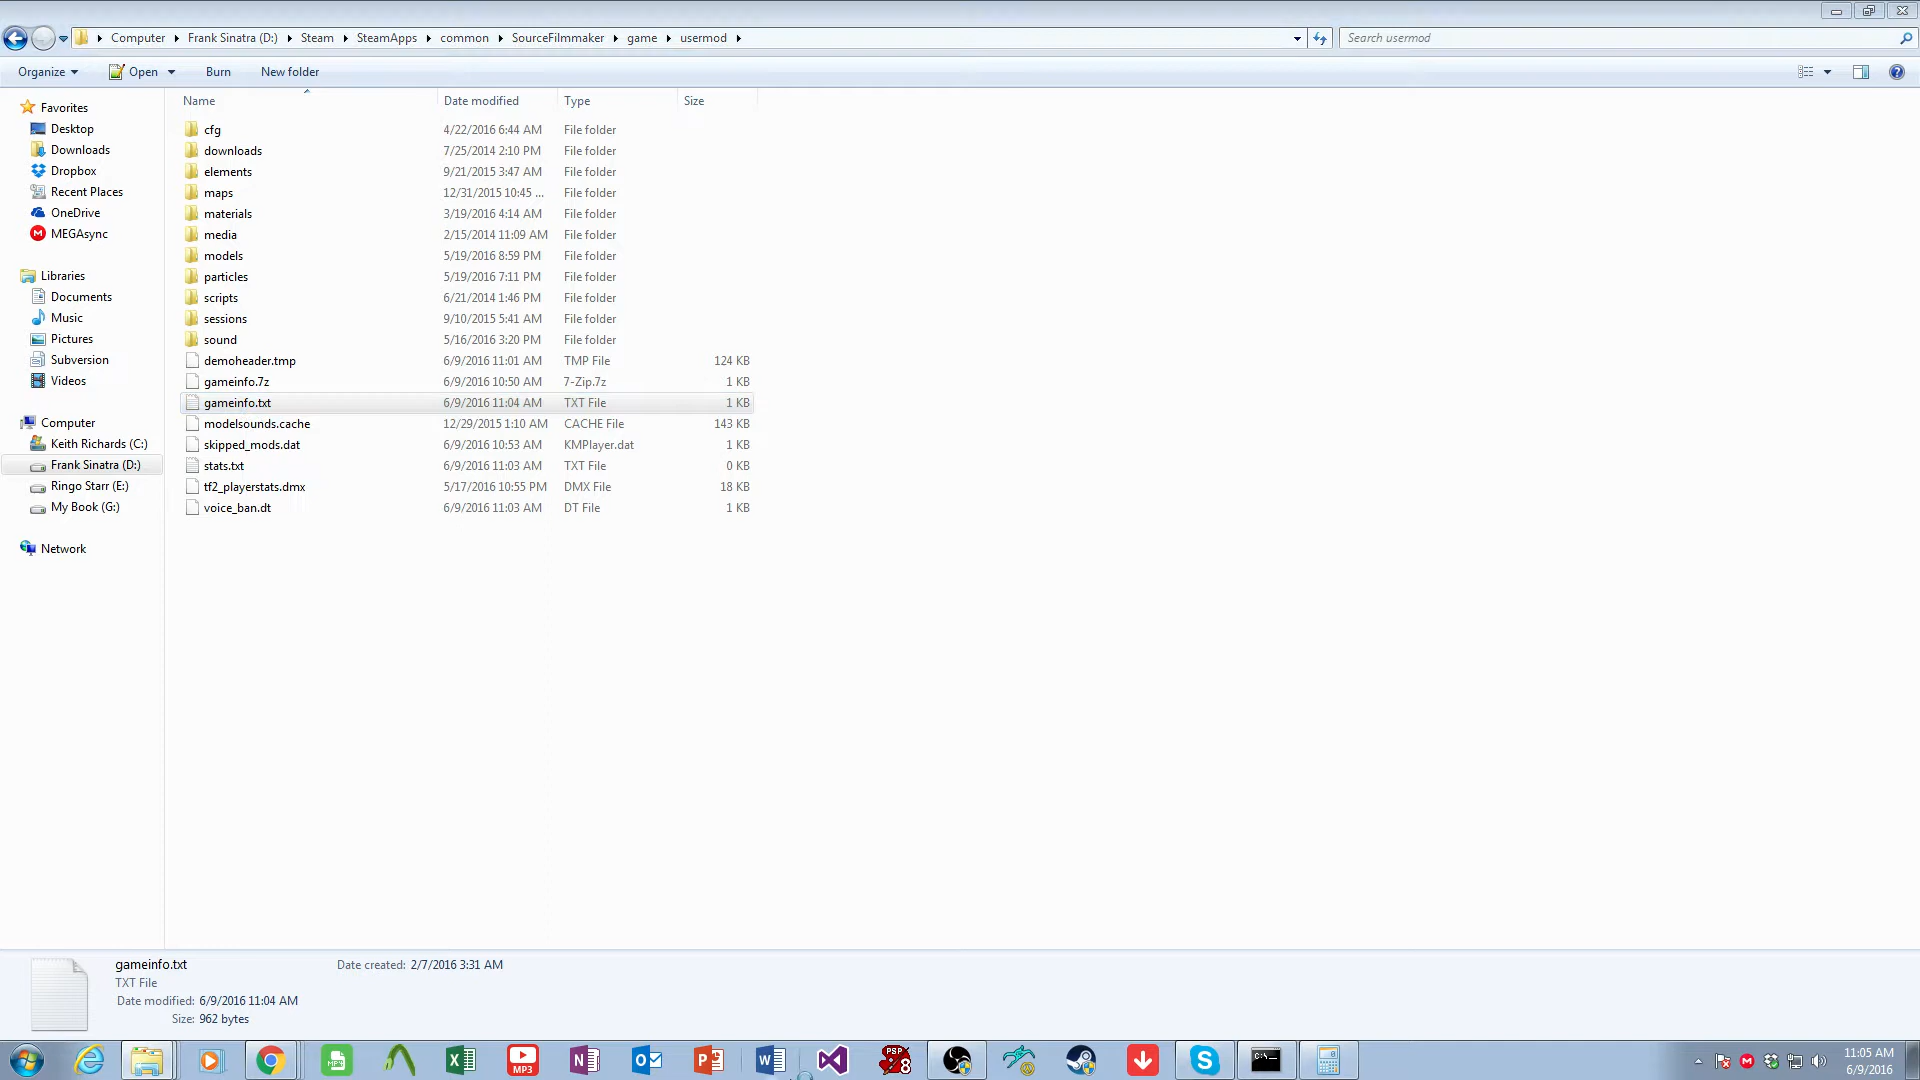 Computer Frank Sinatra (D:) Steam SteamApps common SourceFilmmaker game usermod Search usermod
Organize Open Burn New folder
Name Date modified Type Size
Favorites
Desktop
Downloads
Dropbox
Recent Places
OneDrive
MEGAsync
Libraries
Documents
Music
Pictures
Subversion
Videos
Computer
Keith Richards (C:)
Frank Sinatra (D:)
Ringo Starr (E:)
My Book (G:)
Network
cfg 4/22/2016 6:44 AM File folder
downloads 7/25/2014 2:10 PM File folder
elements 9/21/2015 3:47 AM File folder
maps 12/31/2015 10:45 ... File folder
materials 3/19/2016 4:14 AM File folder
media 2/15/2014 11:09 AM File folder
models 5/19/2016 8:59 PM File folder
particles 5/19/2016 7:11 PM File folder
scripts 6/21/2014 1:46 PM File folder
sessions 9/10/2015 5:41 AM File folder
sound 5/16/2016 3:20 PM File folder
demoheader.tmp 6/9/2016 11:01 AM TMP File 124 KB
gameinfo.7z 6/9/2016 10:50 AM 7-Zip.7z 1 KB
gameinfo.txt 6/9/2016 11:04 AM TXT File 1 KB
modelsounds.cache 12/29/2015 1:10 AM CACHE File 143 KB
skipped_mods.dat 6/9/2016 10:53 AM KMPlayer.dat 1 KB
stats.txt 6/9/2016 11:03 AM TXT File 0 KB
tf2_playerstats.dmx 5/17/2016 10:55 PM DMX File 18 KB
voice_ban.dt 6/9/2016 11:03 AM DT File 1 KB
gameinfo.txt Date created: 2/7/2016 3:31 AM
TXT File
Date modified: 6/9/2016 11:04 AM
Size: 962 bytes
MP3
PSP
8
C:\
11:05 AM
6/9/2016